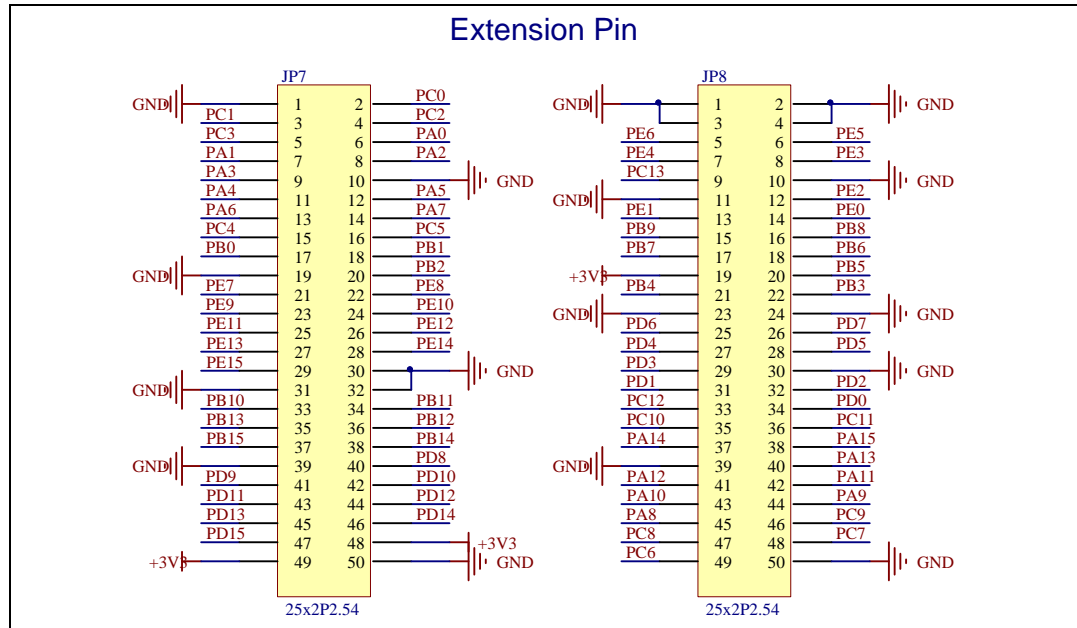 Extension Pin
JP7
GND 1 2 PC0
PC1 3 4 PC2
PC3 5 6 PA0
PA1 7 8 PA2
PA3 9 10 GND
PA4 11 12 PA5
PA6 13 14 PA7
PC4 15 16 PC5
PB0 17 18 PB1
GND 19 20 PB2
PE7 21 22 PE8
PE9 23 24 PE10
PE11 25 26 PE12
PE13 27 28 PE14
PE15 29 30 GND
GND 31 32
PB10 33 34 PB11
PB13 35 36 PB12
PB15 37 38 PB14
GND 39 40 PD8
PD9 41 42 PD10
PD11 43 44 PD12
PD13 45 46 PD14
PD15 47 48 +3V3
+3V3 49 50 GND
25x2P2.54
JP8
GND 1 2 GND
3 4
PE6 5 6 PE5
PE4 7 8 PE3
PC13 9 10 GND
GND 11 12 PE2
PE1 13 14 PE0
PB9 15 16 PB8
PB7 17 18 PB6
+3V3 19 20 PB5
PB4 21 22 PB3
GND 23 24 GND
PD6 25 26 PD7
PD4 27 28 PD5
PD3 29 30 GND
PD1 31 32 PD2
PC12 33 34 PD0
PC10 35 36 PC11
PA14 37 38 PA15
GND 39 40 PA13
PA12 41 42 PA11
PA10 43 44 PA9
PA8 45 46 PC9
PC8 47 48 PC7
PC6 49 50 GND
25x2P2.54